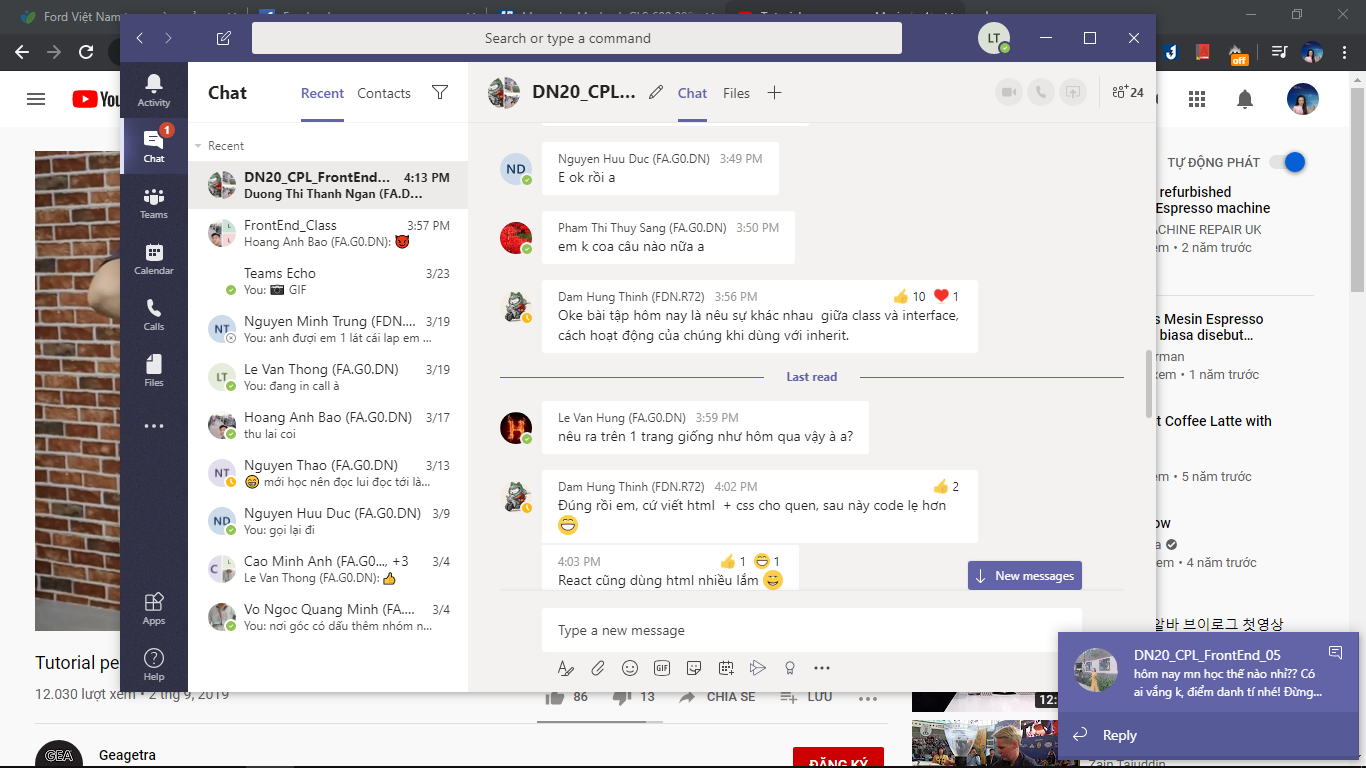 Ford Việt Nam
Search or type a command
LT
off
Activity
1
Chat
Teams
Calendar
Calls
Files
Apps
Help
Chat
Recent
Contacts
Recent
DN20_CPL_FrontEnd... 4:13 PM
Duong Thi Thanh Ngan (FA.D...
FrontEnd_Class 3:57 PM
Hoang Anh Bao (FA.G0.DN): 😈
Teams Echo 3/23
You: 📷 GIF
NT
Nguyen Minh Trung (FDN.... 3/19
You: anh đượi em 1 lát cái lap em ...
LT
Le Van Thong (FA.G0.DN) 3/19
You: đang in call à
Hoang Anh Bao (FA.G0.DN) 3/17
thu lai coi
NT
Nguyen Thao (FA.G0.DN) 3/13
😁 mới học nên đọc lui đọc tới là...
ND
Nguyen Huu Duc (FA.G0.DN) 3/9
You: gọi lại đi
C
Cao Minh Anh (FA.G0..., +3 3/4
Le Van Thong (FA.G0.DN): 👍
Vo Ngoc Quang Minh (FA.... 3/4
You: nơi góc có dấu thêm nhóm n...
DN20_CPL...
Chat
Files
24
ND
Nguyen Huu Duc (FA.G0.DN) 3:49 PM
E ok rồi a
Pham Thi Thuy Sang (FA.G0.DN) 3:50 PM
em k coa câu nào nữa a
Dam Hung Thinh (FDN.R72) 3:56 PM 👍 10 ❤️ 1
Oke bài tập hôm nay là nêu sự khác nhau giữa class và interface,
cách hoạt động của chúng khi dùng với inherit.
Last read
Le Van Hung (FA.G0.DN) 3:59 PM
nêu ra trên 1 trang giống như hôm qua vậy à a?
Dam Hung Thinh (FDN.R72) 4:02 PM 👍 2
Đúng rồi em, cứ viết html + css cho quen, sau này code lẹ hơn
😁
4:03 PM 👍 1 😁 1
React cũng dùng html nhiều lắm 😄
New messages
Type a new message
GIF
TỰ ĐỘNG PHÁT
refurbished
Espresso machine
ACHINE REPAIR UK
em • 2 năm trước
s Mesin Espresso
biasa disebut...
rman
xem • 1 năm trước
t Coffee Latte with
em • 5 năm trước
ow
a
em • 4 năm trước
알바 브이로그 첫영상
Tutorial pe
12.030 lượt xem • 2 thg 9, 2019
86
13
CHIA SẺ
LƯU
GEA
Geagetra
ĐĂNG KÝ
12:
Zain Tajuddin
DN20_CPL_FrontEnd_05
hôm nay mn học thế nào nhỉ?? Có
ai vắng k, điểm danh tí nhé! Đừng...
Reply